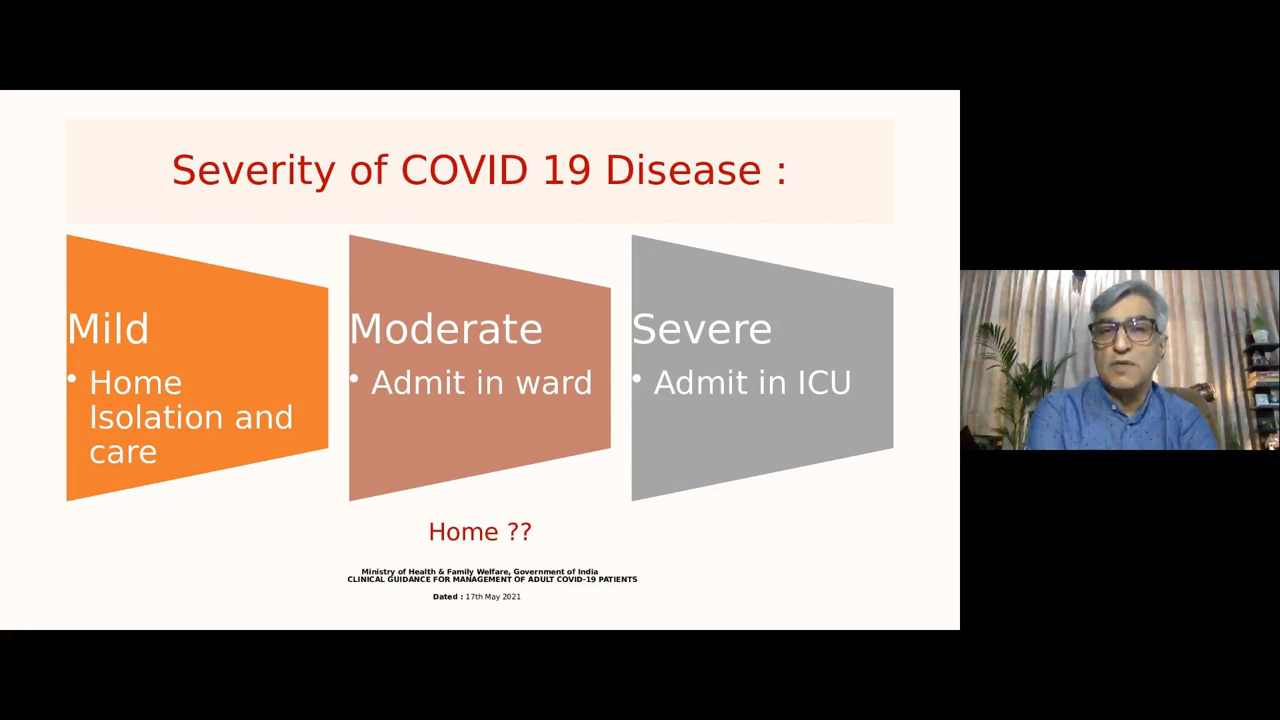 Severity of COVID 19 Disease :
Mild
• Home
Isolation and
care
Moderate
• Admit in ward
Severe
• Admit in ICU
Home ??
Ministry of Health & Family Welfare, Government of India
CLINICAL GUIDANCE FOR MANAGEMENT OF ADULT COVID-19 PATIENTS
Dated : 17th May 2021